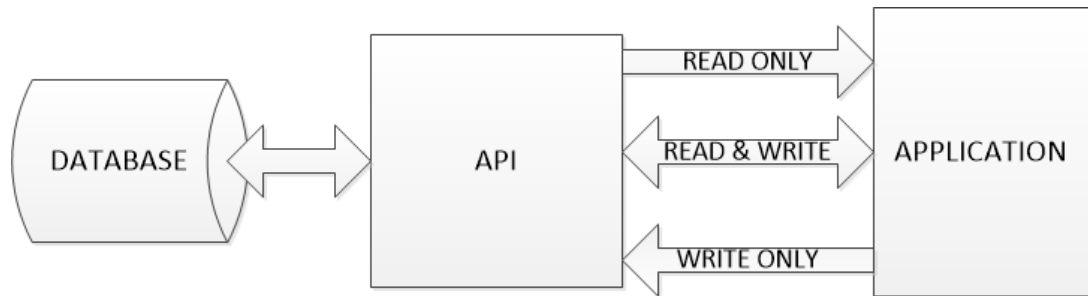 DATABASE
API
READ ONLY
READ & WRITE
WRITE ONLY
APPLICATION